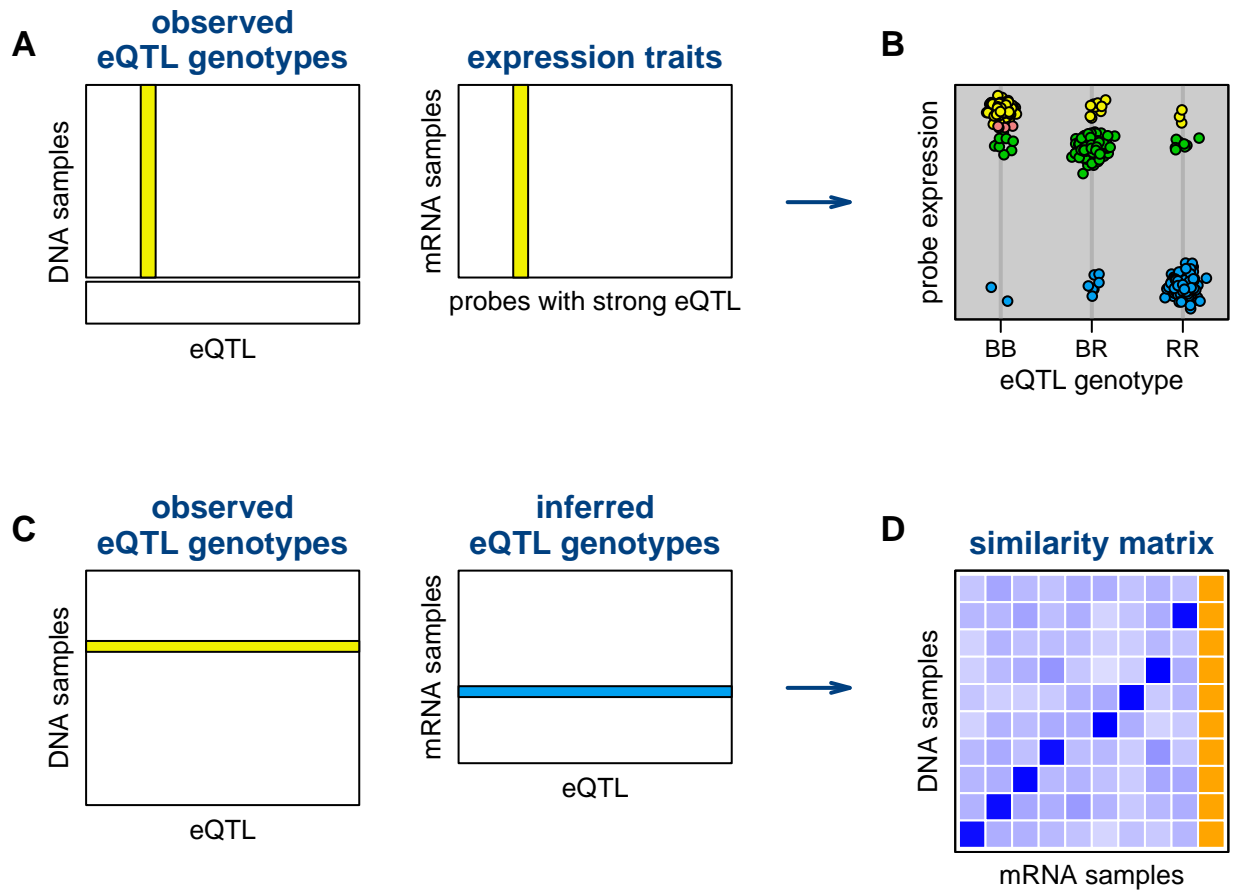 A
observed
eQTL genotypes
DNA samples
eQTL
expression traits
mRNA samples
probes with strong eQTL
B
probe expression
BB
BR
RR
eQTL genotype
C
observed
eQTL genotypes
DNA samples
eQTL
inferred
eQTL genotypes
mRNA samples
eQTL
D
similarity matrix
DNA samples
mRNA samples